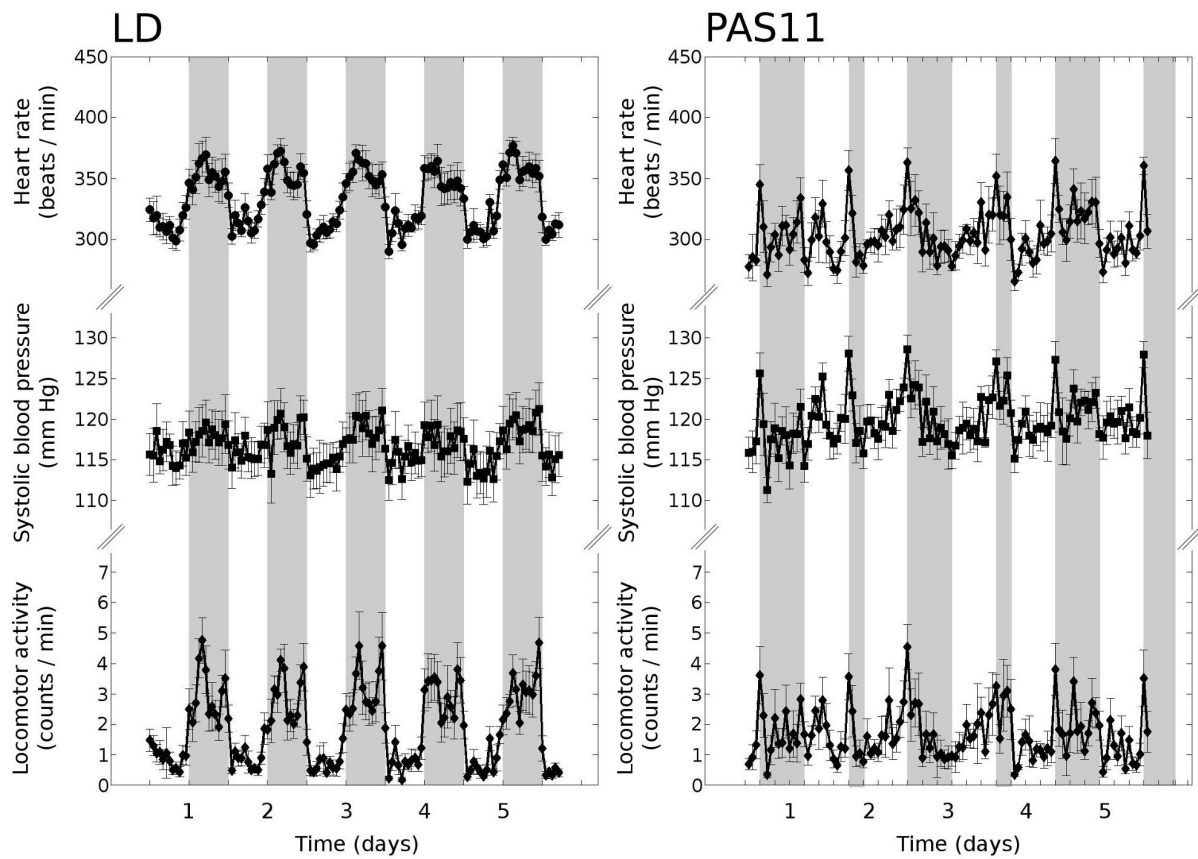 LD
PAS11
450
400
350
300
Heart rate
(beats / min)
130
125
120
115
110
Systolic blood pressure
(mm Hg)
7
6
5
4
3
2
1
0
Locomotor activity
(counts / min)
1 2 3 4 5
Time (days)
450
400
350
300
Heart rate
(beats / min)
130
125
120
115
110
Systolic blood pressure
(mm Hg)
7
6
5
4
3
2
1
0
Locomotor activity
(counts / min)
1 2 3 4 5
Time (days)